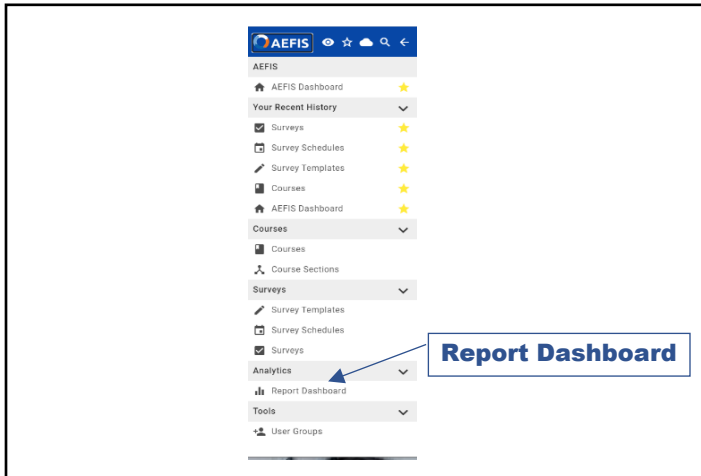 AEFIS
AEFIS
AEFIS Dashboard
Your Recent History
Surveys
Survey Schedules
Survey Templates
Courses
AEFIS Dashboard
Courses
Courses
Course Sections
Surveys
Survey Templates
Survey Schedules
Surveys
Report Dashboard
Analytics
Report Dashboard
Tools
User Groups